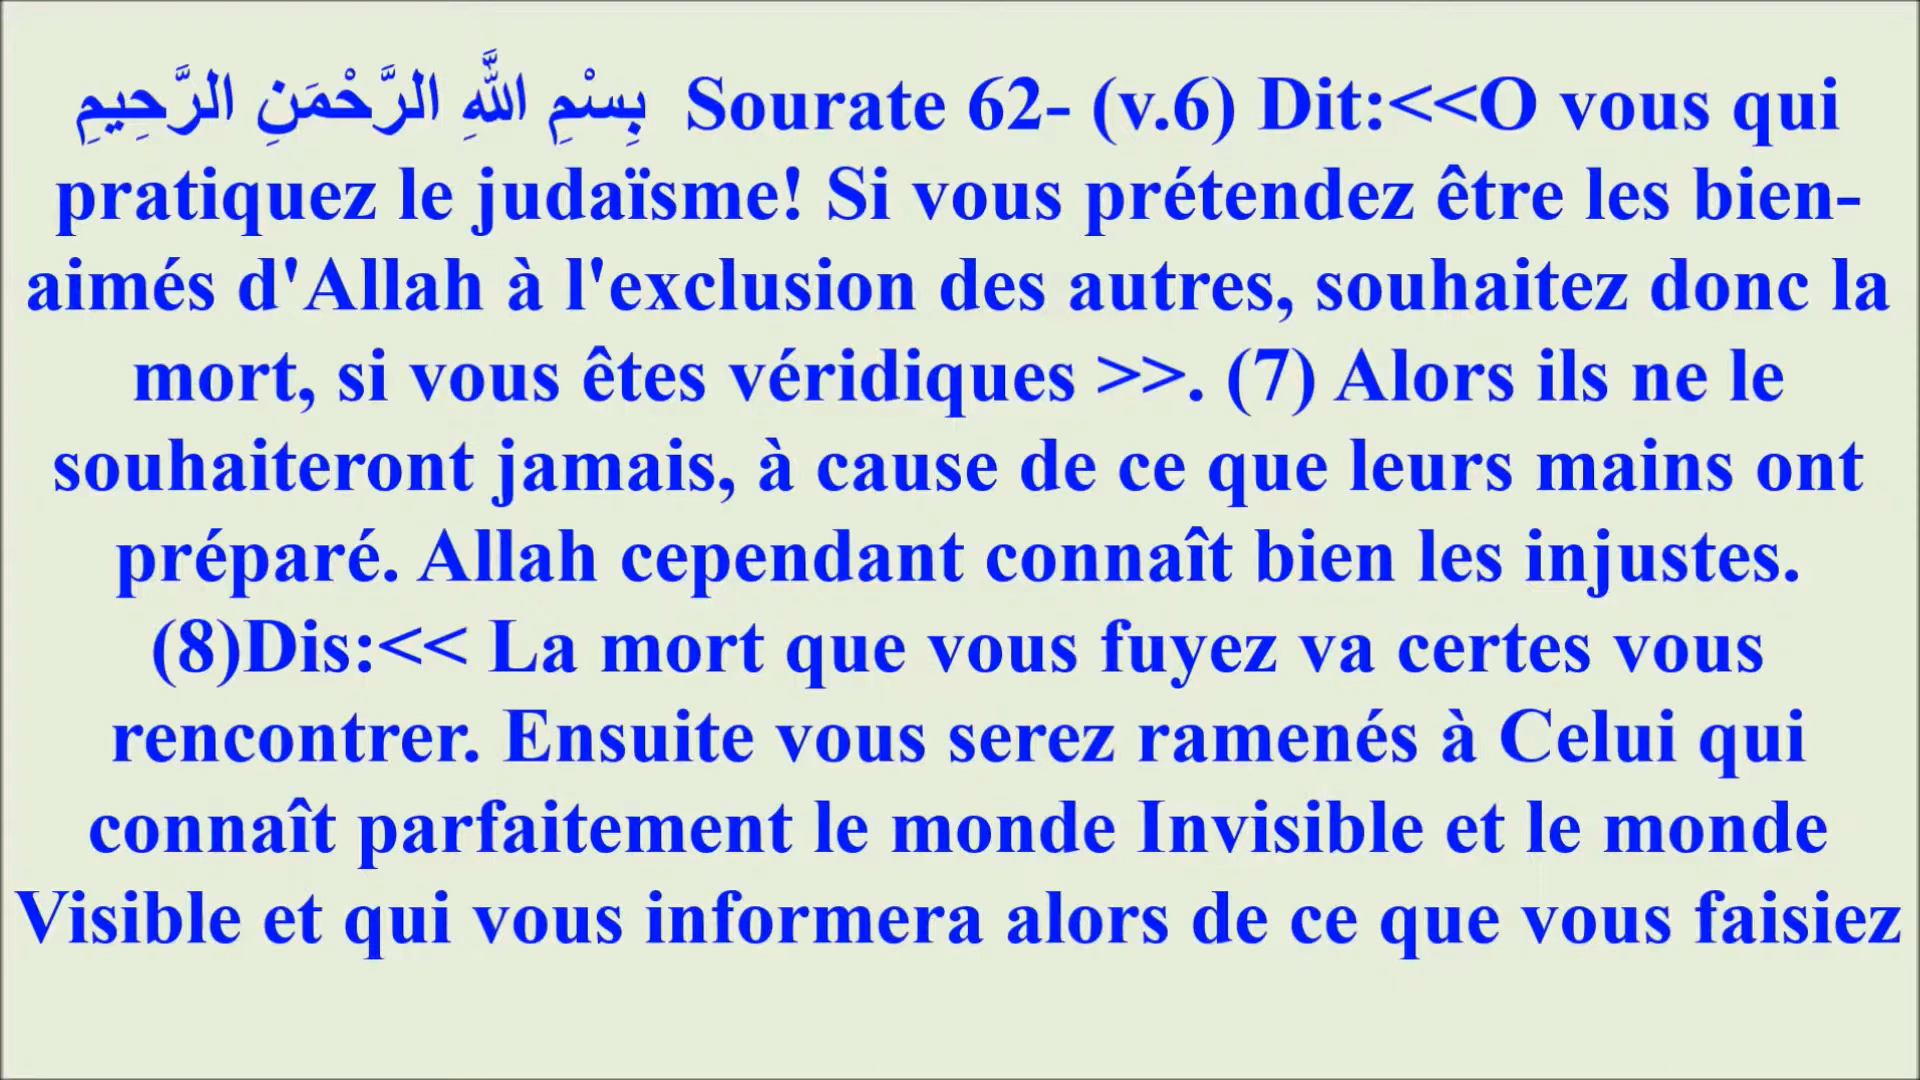 بِسْمِ اللَّهِ الرَّحْمَنِ الرَّحِيمِ Sourate 62- (v.6) Dit:<<O vous qui
pratiquez le judaïsme! Si vous prétendez être les bien-
aimés d'Allah à l'exclusion des autres, souhaitez donc la
mort, si vous êtes véridiques >>. (7) Alors ils ne le
souhaiteront jamais, à cause de ce que leurs mains ont
préparé. Allah cependant connaît bien les injustes.
(8)Dis:<< La mort que vous fuyez va certes vous
rencontrer. Ensuite vous serez ramenés à Celui qui
connaît parfaitement le monde Invisible et le monde
Visible et qui vous informera alors de ce que vous faisiez